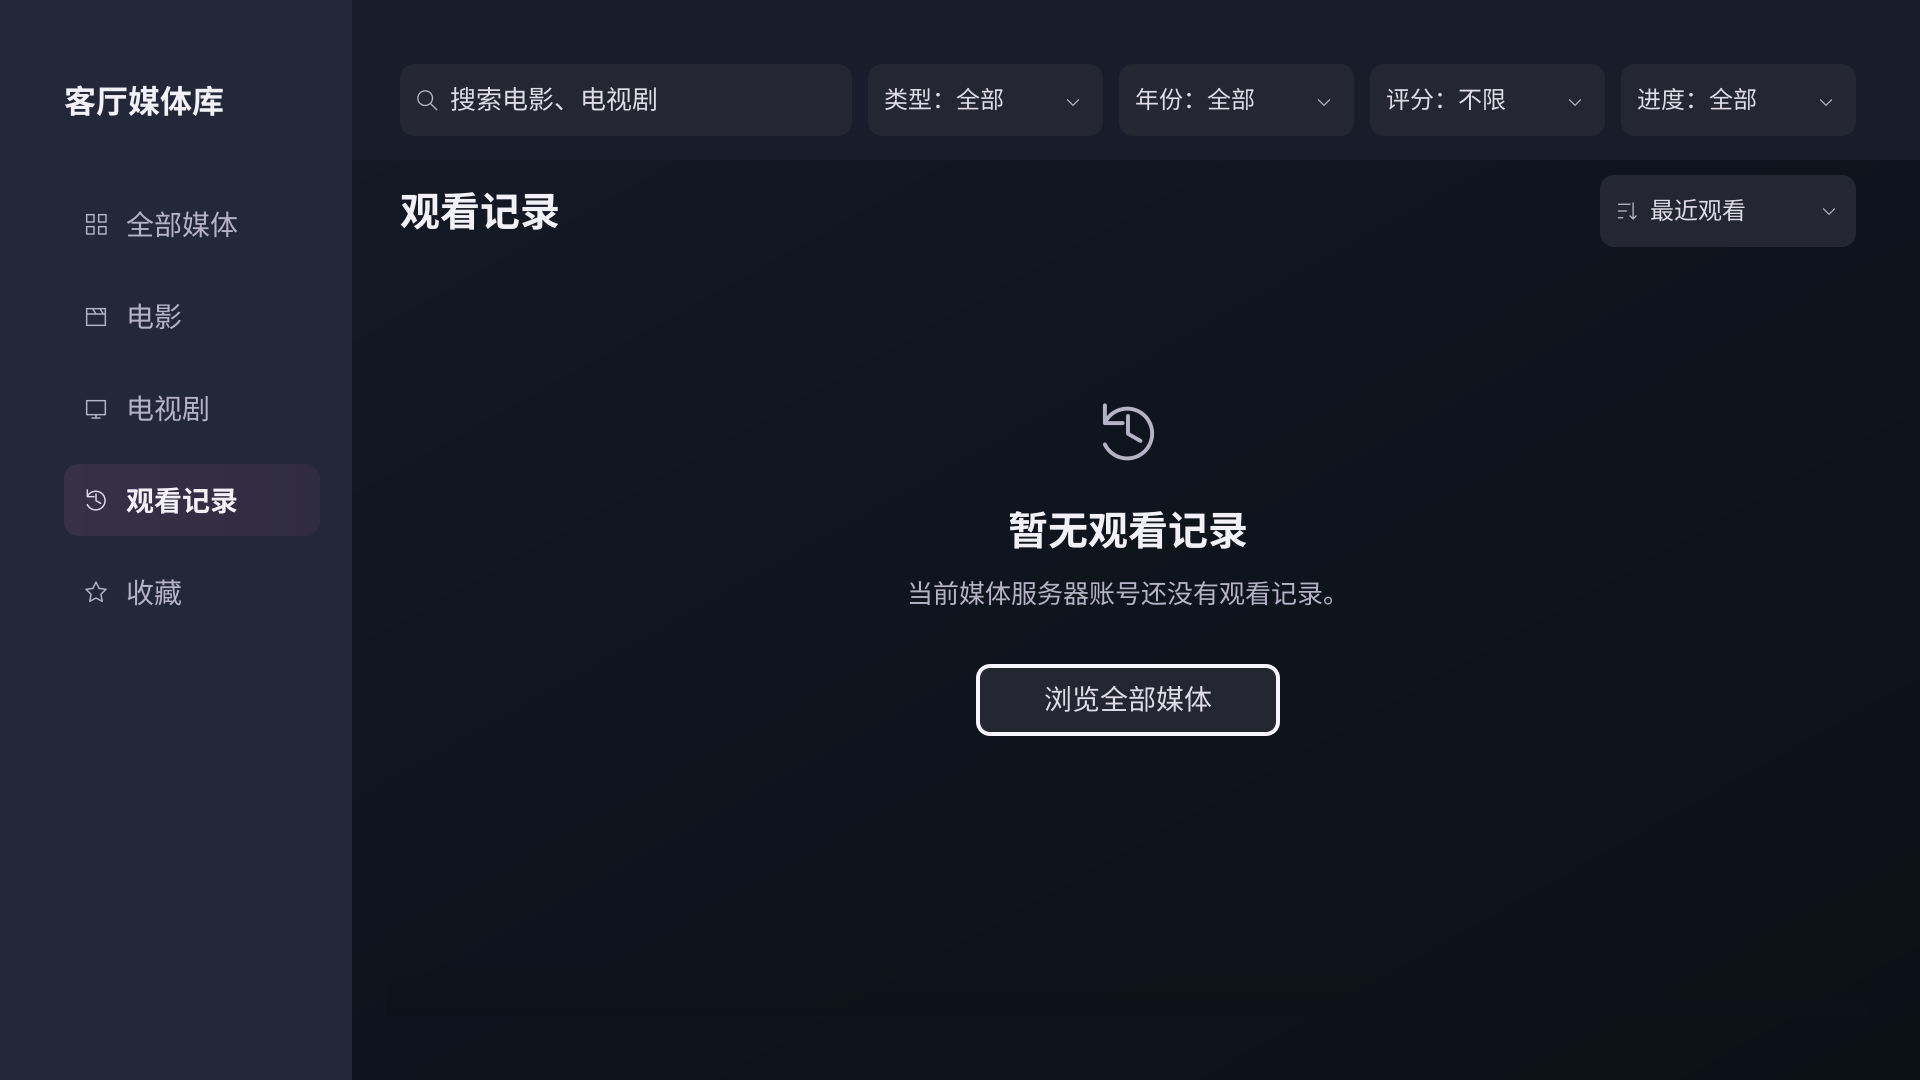 客厅媒体库
全部媒体
电影
电视剧
观看记录
收藏
搜索电影、电视剧
类型：全部
年份：全部
评分：不限
进度：全部
观看记录
最近观看
暂无观看记录
当前媒体服务器账号还没有观看记录。
浏览全部媒体